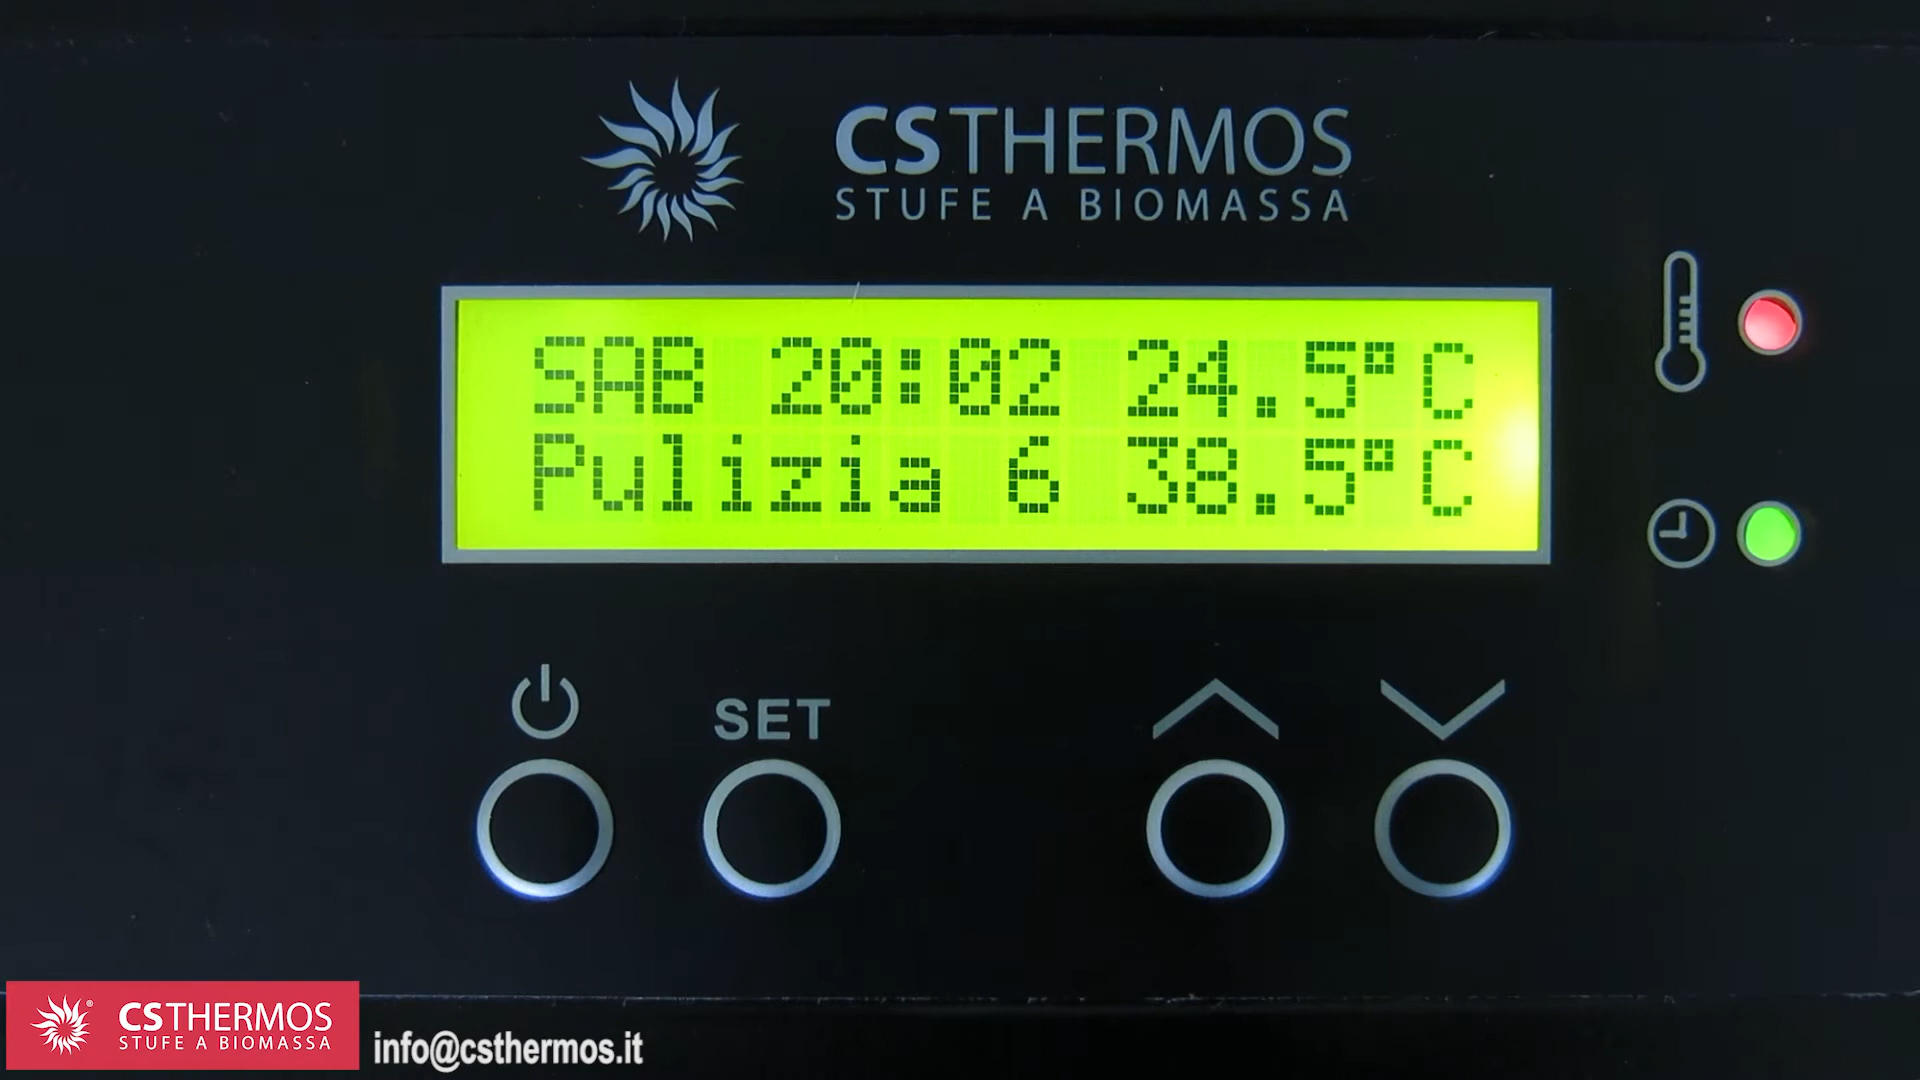 CSTHERMOS
STUFE A BIOMASSA
SAB 20:02 24.5°C
Pulizia 6 38.5°C
SET
CSTHERMOS
STUFE A BIOMASSA
info@csthermos.it